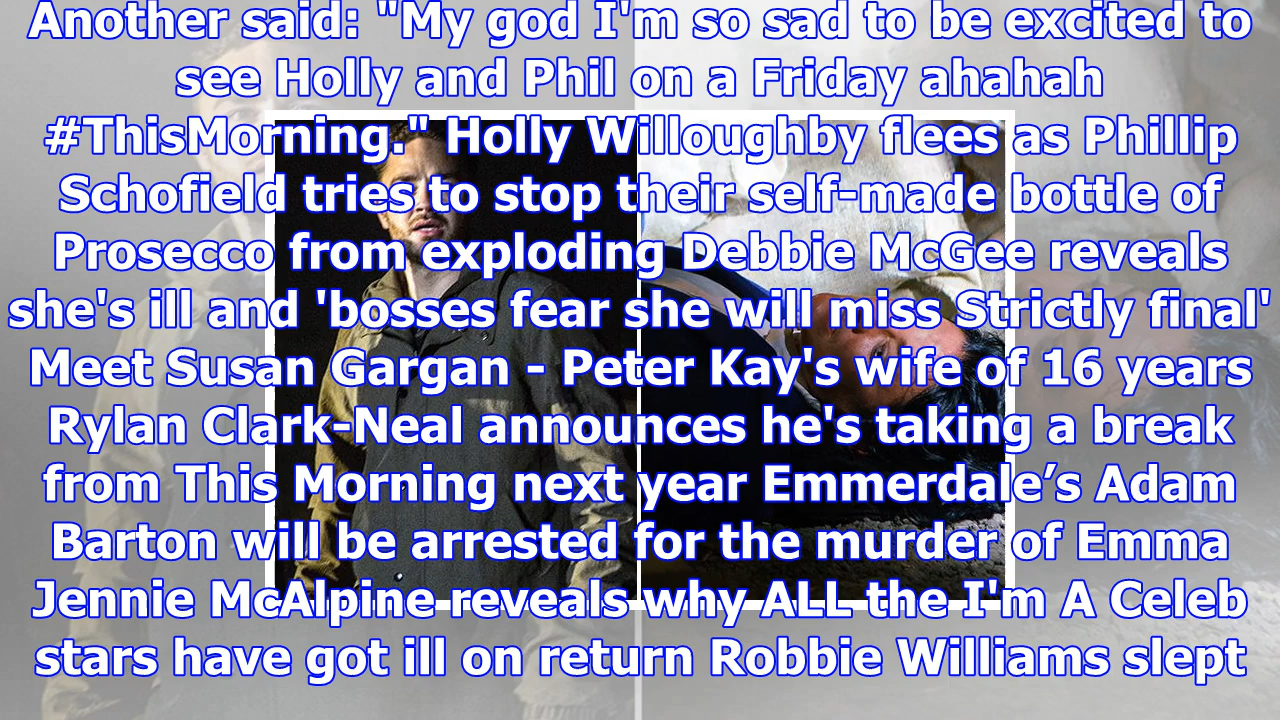 Another said: "My god I'm so sad to be excited to
see Holly and Phil on a Friday ahahah
#ThisMorning." Holly Willoughby flees as Phillip
Schofield tries to stop their self-made bottle of
Prosecco from exploding Debbie McGee reveals
she's ill and 'bosses fear she will miss Strictly final'
Meet Susan Gargan - Peter Kay's wife of 16 years
Rylan Clark-Neal announces he's taking a break
from This Morning next year Emmerdale’s Adam
Barton will be arrested for the murder of Emma
Jennie McAlpine reveals why ALL the I'm A Celeb
stars have got ill on return Robbie Williams slept